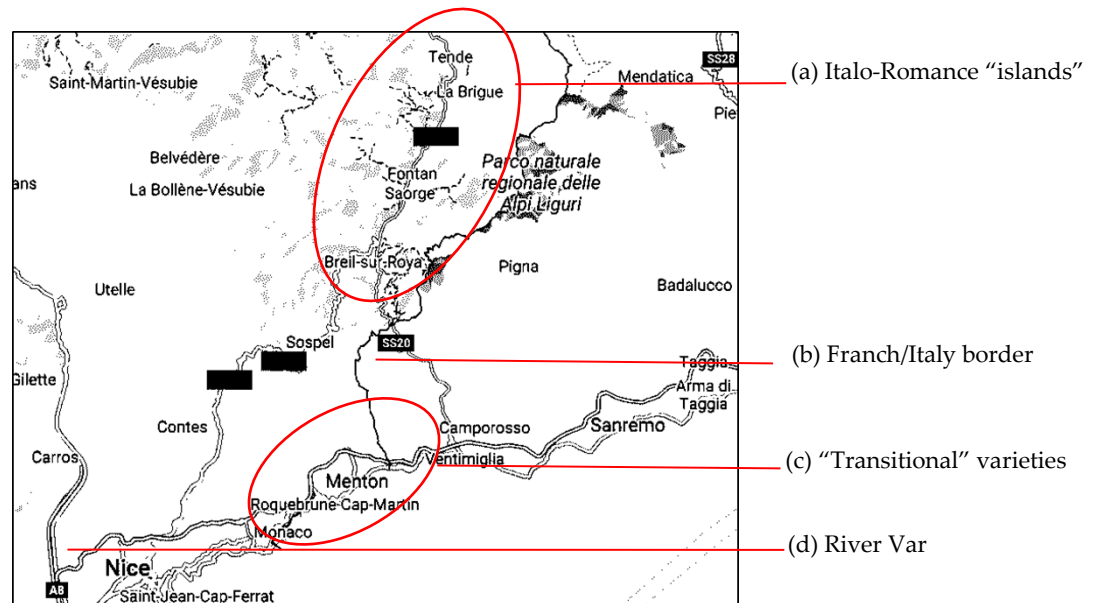 Tende
SS28
Saint-Martin-Vésubie
La Brigue
Mendatica
(a) Italo-Romance “islands”
Pie
Belvédère
Parco naturale
regionale delle
Alpi Liguri
ans
La Bollène-Vésubie
Fontan
Saorge
Breil-sur-Roya
Pigna
Utelle
Badalucco
Sospel
SS20
(b) Franch/Italy border
Taggia
Gilette
Arma di
Taggia
Contes
Camporosso
Sanremo
Carros
Ventimiglia
(c) “Transitional” varieties
Menton
Roquebrune-Cap-Martin
Monaco
(d) River Var
Nice
A8
Saint-Jean-Cap-Ferrat